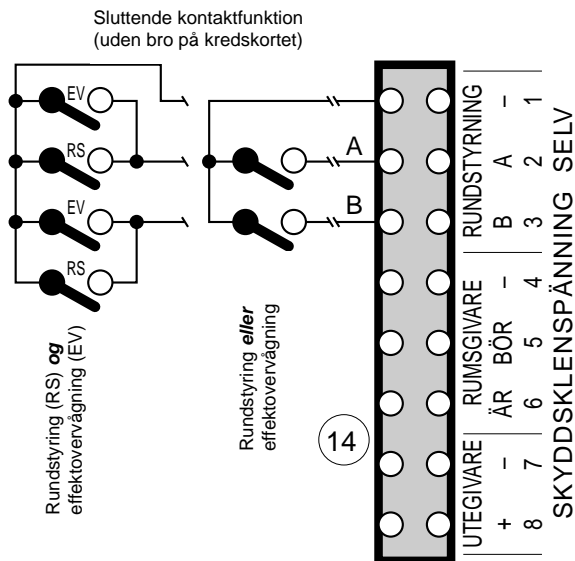 Sluttende kontaktfunktion
(uden bro på kredskortet)
EV
RS
EV
RS
A
B
Rundstyring (RS) og
effektovervågning (EV)
Rundstyring eller
effektovervågning
14
RUNDSTYRNING
– 1
A 2
B 3
RUMSGIVARE
– 4
BÖR 5
ÄR 6
UTEGIVARE
– 7
+ 8
SKYDDSKLENSPÄNNING SELV